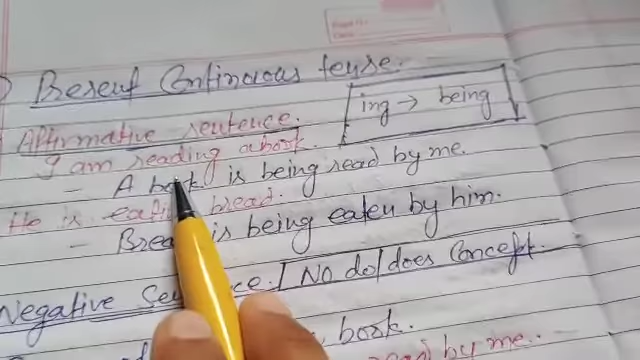 Present Continuous tense.
ing → being
Affirmative sentence.
I am reading a book.
- A book is being read by me.
He is eating bread.
- Bread is being eaten by him.
Negative Sentence. No do/does Concept.
book.
read by me.